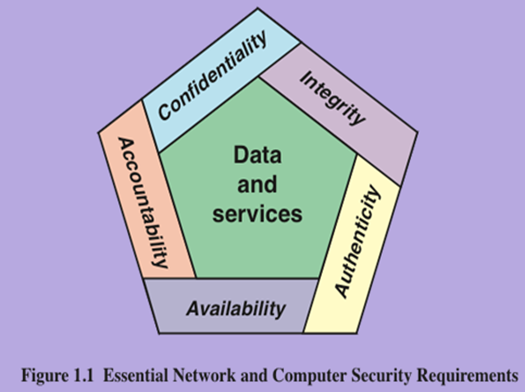 Confidentiality
Integrity
Accountability
Data
and
services
Authenticity
Availability
Figure 1.1 Essential Network and Computer Security Requirements